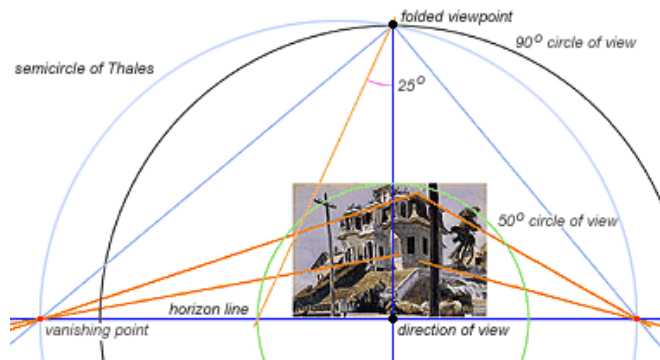 folded viewpoint
90° circle of view
semicircle of Thales
25°
50° circle of view
horizon line
vanishing point
direction of view